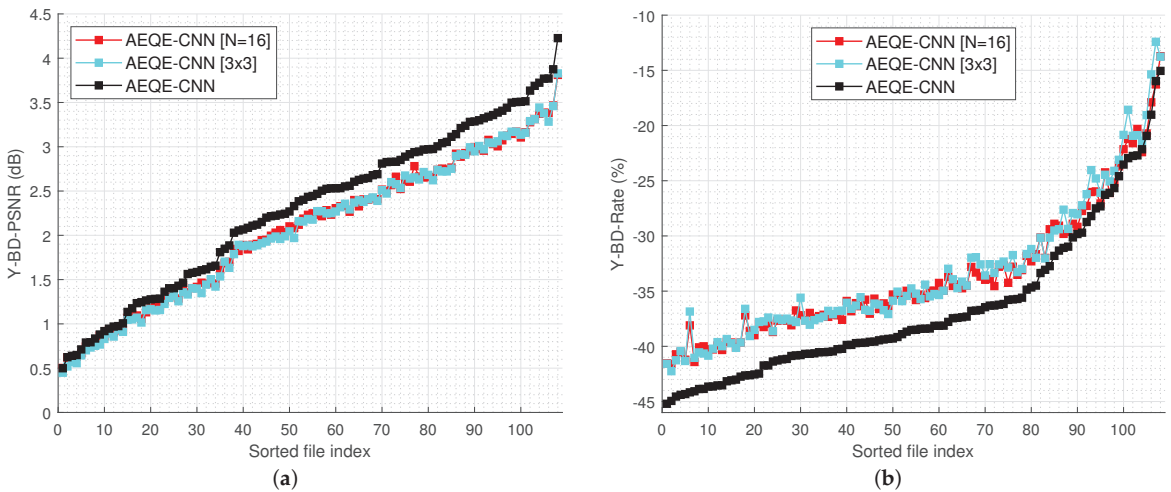 4.5
4
3.5
3
2.5
2
1.5
1
0.5
0
Y-BD-PSNR (dB)
AEQE-CNN [N=16]
AEQE-CNN [3x3]
AEQE-CNN
0 10 20 30 40 50 60 70 80 90 100
Sorted file index
(a)
-10
-15
-20
-25
-30
-35
-40
-45
Y-BD-Rate (%)
AEQE-CNN [N=16]
AEQE-CNN [3x3]
AEQE-CNN
0 10 20 30 40 50 60 70 80 90 100
Sorted file index
(b)